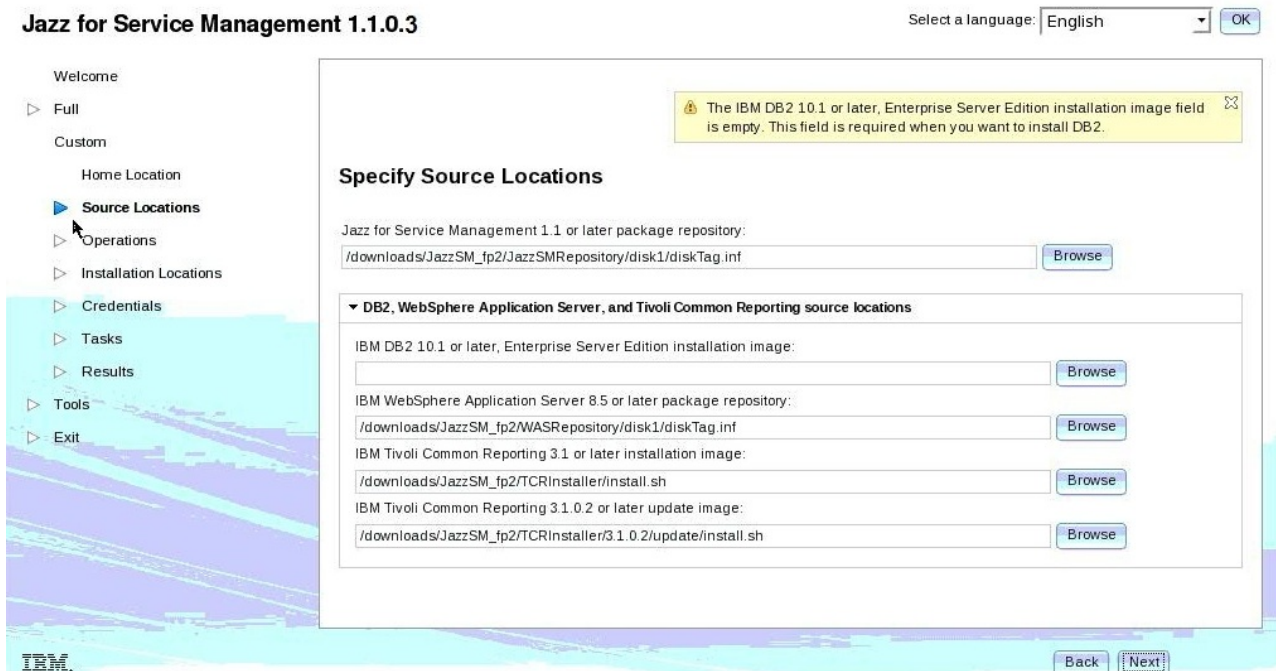 Jazz for Service Management 1.1.0.3
Select a language:
English
OK
Welcome
Full
Custom
Home Location
Source Locations
Operations
Installation Locations
Credentials
Tasks
Results
Tools
Exit
The IBM DB2 10.1 or later, Enterprise Server Edition installation image field
is empty. This field is required when you want to install DB2.
Specify Source Locations
Jazz for Service Management 1.1 or later package repository:
/downloads/JazzSM_fp2/JazzSMRepository/disk1/diskTag.inf
Browse
DB2, WebSphere Application Server, and Tivoli Common Reporting source locations
IBM DB2 10.1 or later, Enterprise Server Edition installation image:
Browse
IBM WebSphere Application Server 8.5 or later package repository:
/downloads/JazzSM_fp2/WASRepository/disk1/diskTag.inf
Browse
IBM Tivoli Common Reporting 3.1 or later installation image:
/downloads/JazzSM_fp2/TCRInstaller/install.sh
Browse
IBM Tivoli Common Reporting 3.1.0.2 or later update image:
/downloads/JazzSM_fp2/TCRInstaller/3.1.0.2/update/install.sh
Browse
IBM.
Back
Next